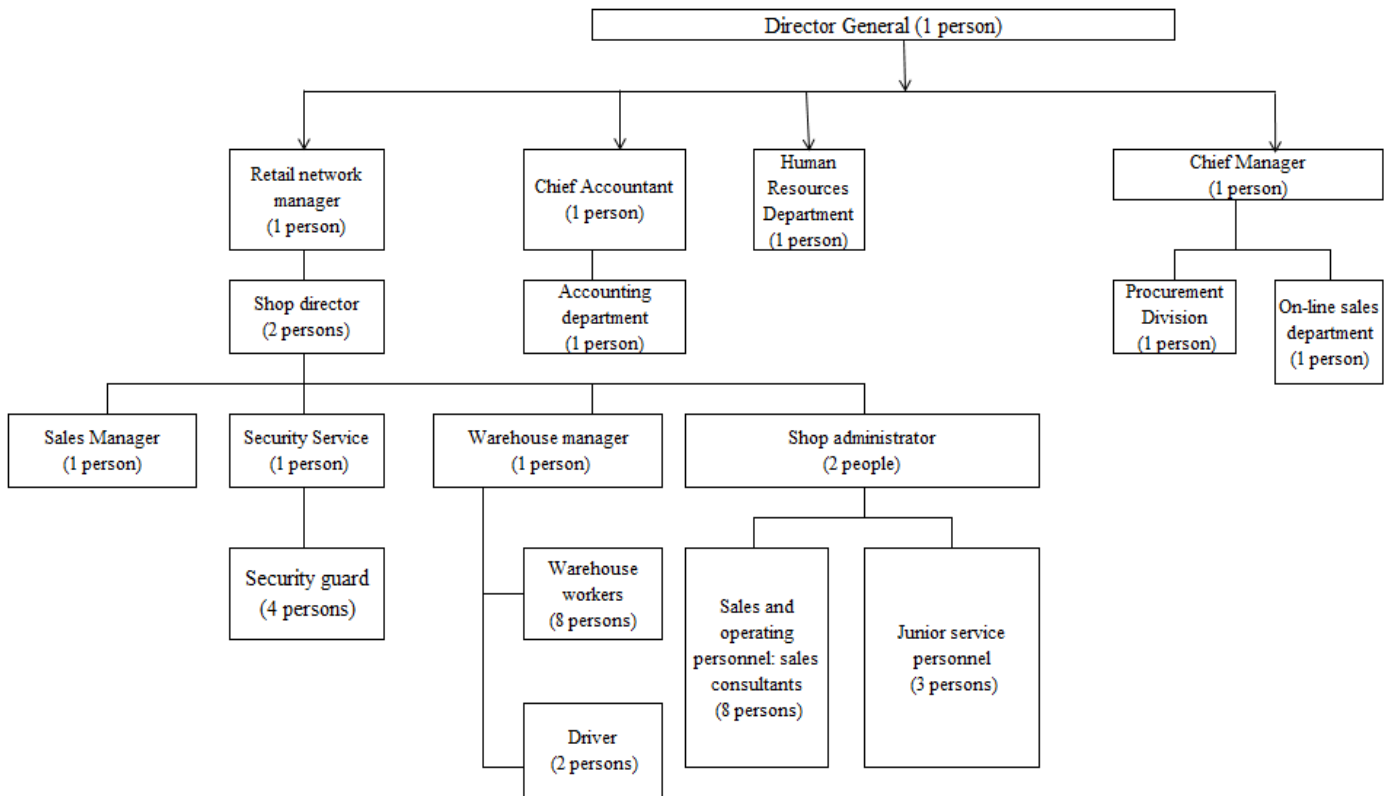 Director General (1 person)
Retail network
manager
(1 person)
Chief Accountant
(1 person)
Human
Resources
Department
(1 person)
Chief Manager
(1 person)
Shop director
(2 persons)
Accounting
department
(1 person)
Procurement
Division
(1 person)
On-line sales
department
(1 person)
Sales Manager
(1 person)
Security Service
(1 person)
Warehouse manager
(1 person)
Shop administrator
(2 people)
Security guard
(4 persons)
Warehouse
workers
(8 persons)
Sales and
operating
personnel: sales
consultants
(8 persons)
Junior service
personnel
(3 persons)
Driver
(2 persons)